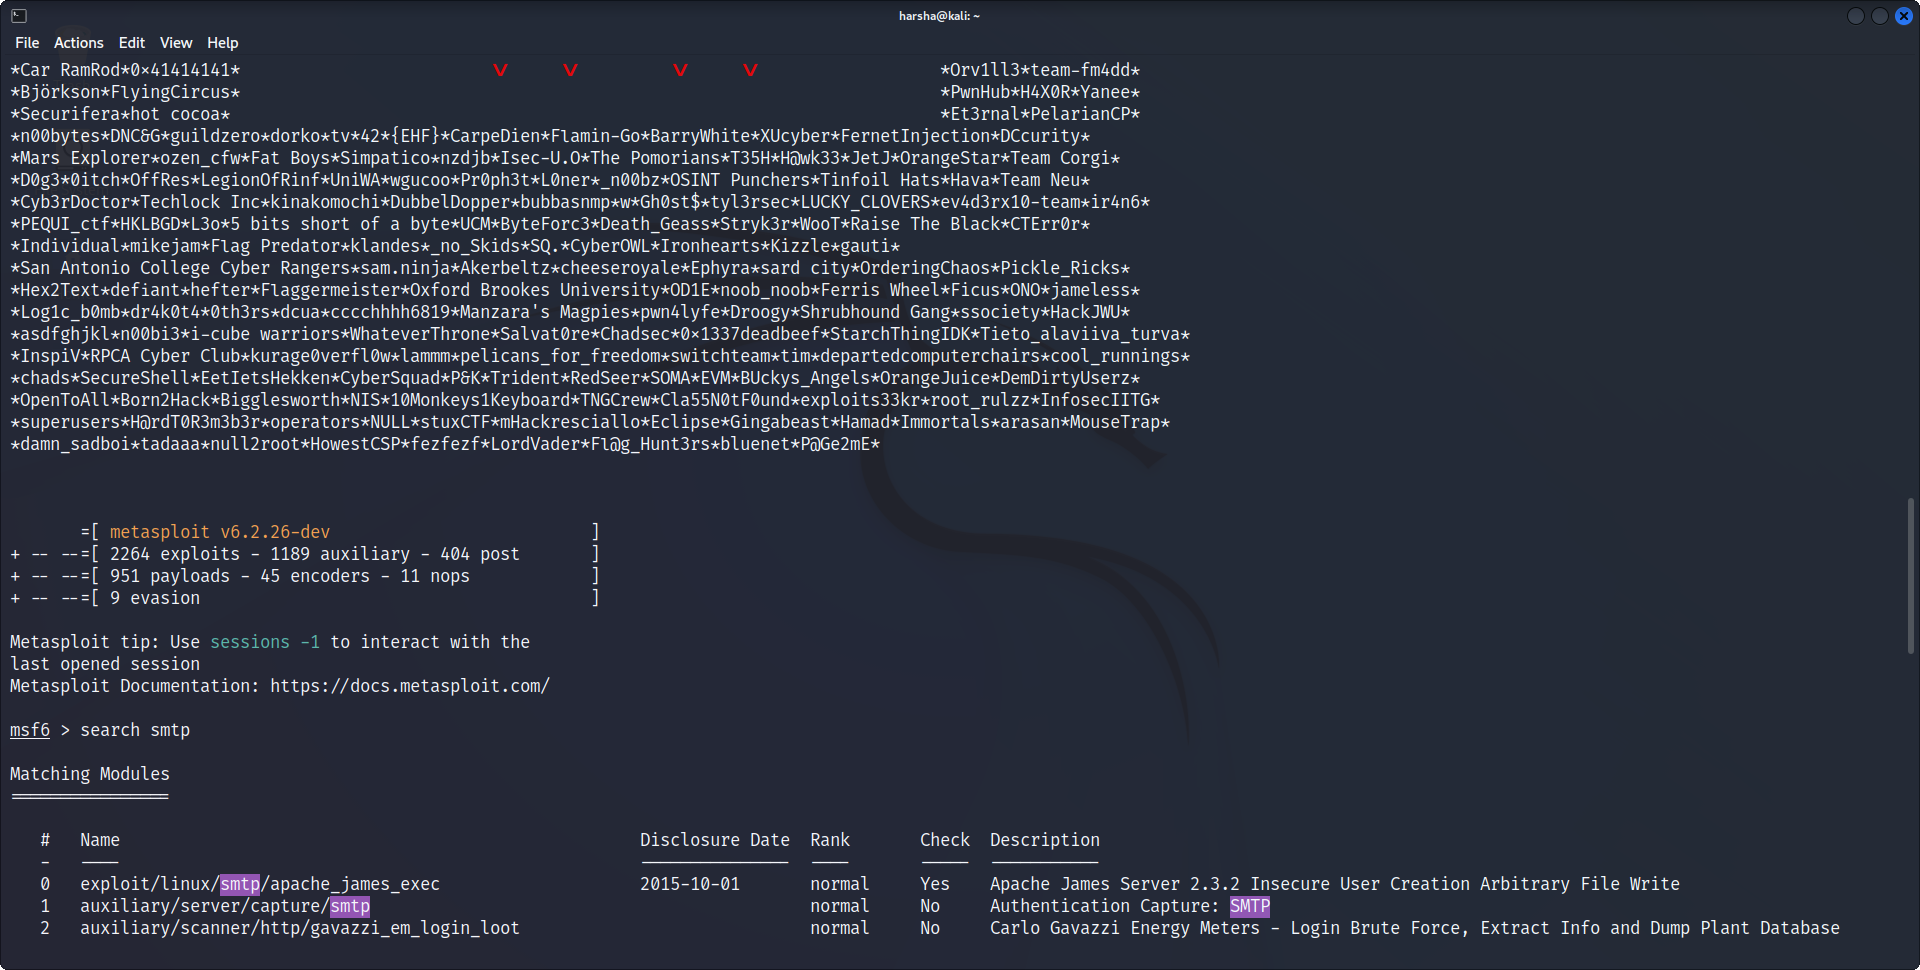 harsha@kali: ~
File Actions Edit View Help
*Car RamRod*0×41414141* V V V V *Orv1ll3*team-fm4dd*
*Björkson*FlyingCircus* *PwnHub*H4X0R*Yanee*
*Securifera*hot cocoa* *Et3rnal*PelarianCP*
*n00bytes*DNC&G*guildzero*dorko*tv*42*{EHF}*CarpeDien*Flamin-Go*BarryWhite*XUcyber*FernetInjection*DCcurity*
*Mars Explorer*ozen_cfw*Fat Boys*Simpatico*nzdjb*Isec-U.O*The Pomorians*T35H*H@wk33*JetJ*OrangeStar*Team Corgi*
*D0g3*0itch*OffRes*LegionOfRinf*UniWA*wgucoo*Pr0ph3t*L0ner*_n00bz*OSINT Punchers*Tinfoil Hats*Hava*Team Neu*
*Cyb3rDoctor*Techlock Inc*kinakomochi*DubbelDopper*bubbasnmp*w*Gh0st$*tyl3rsec*LUCKY_CLOVERS*ev4d3rx10-team*ir4n6*
*PEQUI_ctf*HKLBGD*L3o*5 bits short of a byte*UCM*ByteForc3*Death_Geass*Stryk3r*WooT*Raise The Black*CTErr0r*
*Individual*mikejam*Flag Predator*klandes*_no_Skids*SQ.*CyberOWL*Ironhearts*Kizzle*gauti*
*San Antonio College Cyber Rangers*sam.ninja*Akerbeltz*cheeseroyale*Ephyra*sard city*OrderingChaos*Pickle_Ricks*
*Hex2Text*defiant*hefter*Flaggermeister*Oxford Brookes University*OD1E*noob_noob*Ferris Wheel*Ficus*ONO*jameless*
*Log1c_b0mb*dr4k0t4*0th3rs*dcua*cccchhhh6819*Manzara's Magpies*pwn4lyfe*Droogy*Shrubhound Gang*ssociety*HackJWU*
*asdfghjkl*n00bi3*i-cube warriors*WhateverThrone*Salvat0re*Chadsec*0×1337deadbeef*StarchThingIDK*Tieto_alaviiva_turva*
*InspiV*RPCA Cyber Club*kurage0verfl0w*lammm*pelicans_for_freedom*switchteam*tim*departedcomputerchairs*cool_runnings*
*chads*SecureShell*EetIetsHekken*CyberSquad*P&K*Trident*RedSeer*SOMA*EVM*BUckys_Angels*OrangeJuice*DemDirtyUserz*
*OpenToAll*Born2Hack*Bigglesworth*NIS*10Monkeys1Keyboard*TNGCrew*Cla55N0tF0und*exploits33kr*root_rulzz*InfosecIITG*
*superusers*H@rdT0R3m3b3r*operators*NULL*stuxCTF*mHackresciallo*Eclipse*Gingabeast*Hamad*Immortals*arasan*MouseTrap*
*damn_sadboi*tadaaa*null2root*HowestCSP*fezfezf*LordVader*Fl@g_Hunt3rs*bluenet*P@Ge2mE*
=[ metasploit v6.2.26-dev ]
+ -- --=[ 2264 exploits - 1189 auxiliary - 404 post ]
+ -- --=[ 951 payloads - 45 encoders - 11 nops ]
+ -- --=[ 9 evasion ]
Metasploit tip: Use sessions -1 to interact with the
last opened session
Metasploit Documentation: https://docs.metasploit.com/
msf6 > search smtp
Matching Modules
================
# Name Disclosure Date Rank Check Description
- ---- --------------- ---- ----- -----------
0 exploit/linux/smtp/apache_james_exec 2015-10-01 normal Yes Apache James Server 2.3.2 Insecure User Creation Arbitrary File Write
1 auxiliary/server/capture/smtp normal No Authentication Capture: SMTP
2 auxiliary/scanner/http/gavazzi_em_login_loot normal No Carlo Gavazzi Energy Meters - Login Brute Force, Extract Info and Dump Plant Database